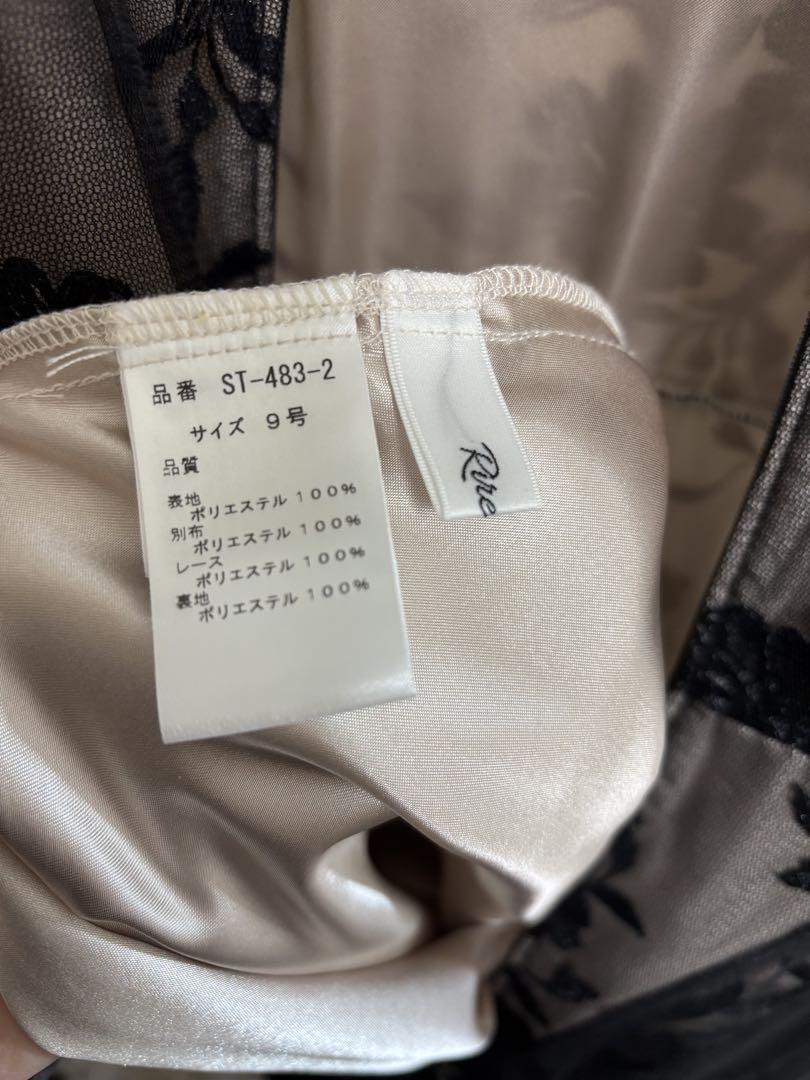 品番 ST-483-2
サイズ 9号
品質
表地
ポリエステル 100%
別布
ポリエステル 100%
レース
ポリエステル 100%
裏地
ポリエステル 100%
Rire